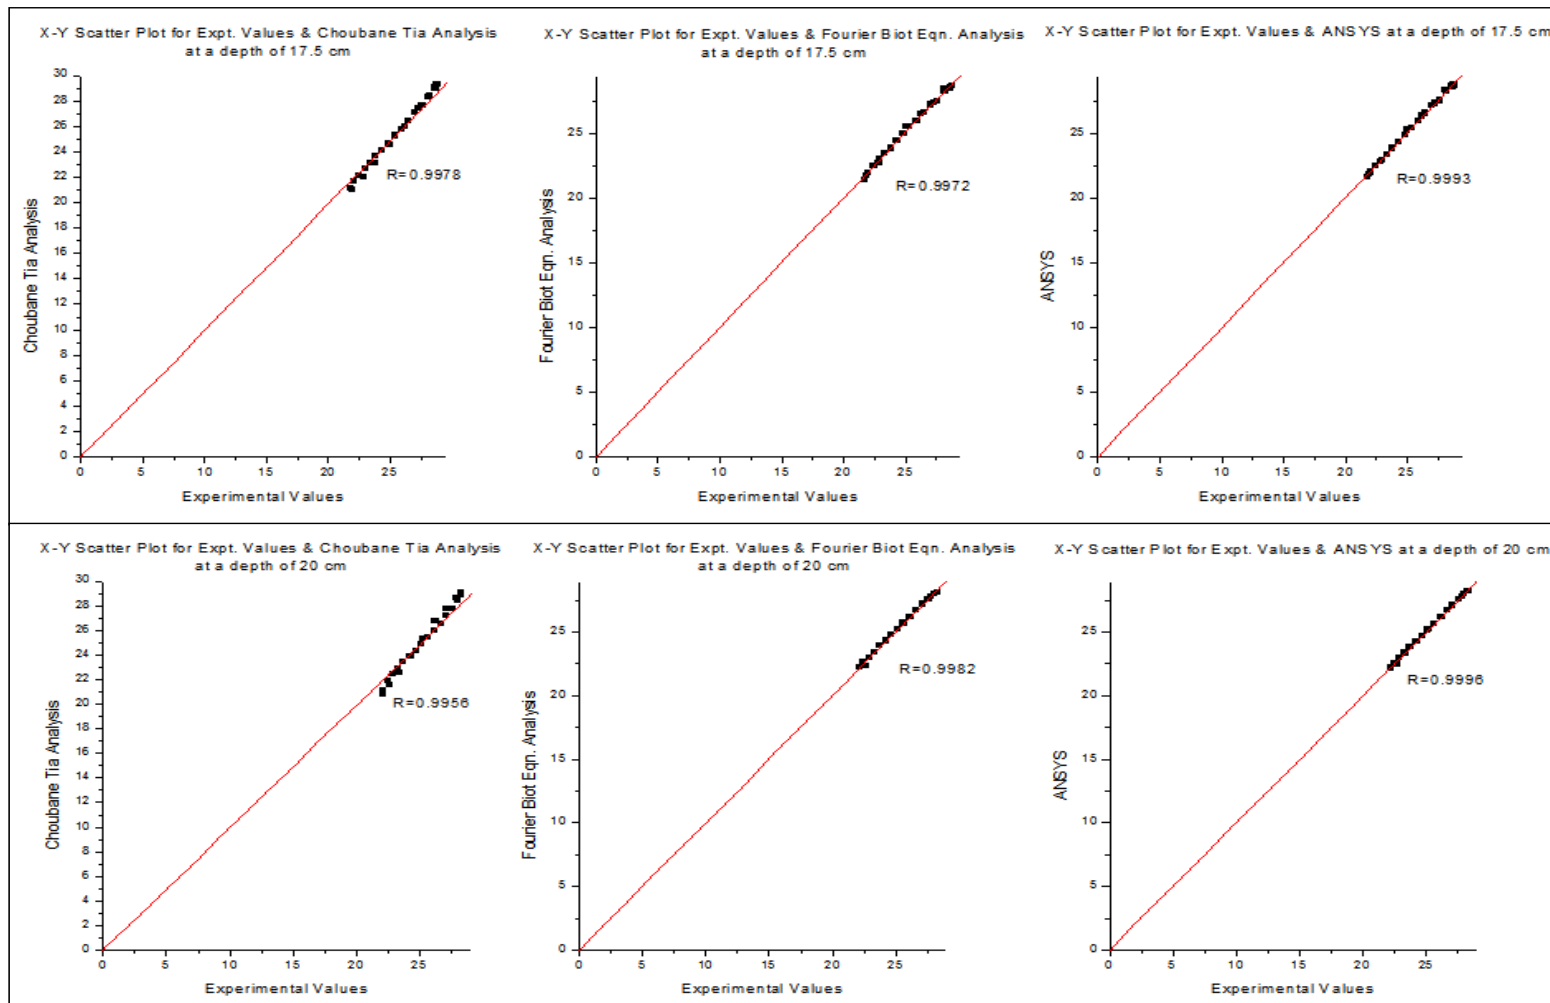 X-Y Scatter Plot for Expt. Values & Choubane Tia Analysis
at a depth of 17.5 cm
30
28
26
24
22
20
18
16
14
12
10
8
6
4
2
0
Choubane Tia Analysis
R=0.9978
0 5 10 15 20 25
Experimental Values
X-Y Scatter Plot for Expt. Values & Fourier Biot Eqn. Analysis
at a depth of 17.5 cm
25
20
15
10
5
0
Fourier Biot Eqn. Analysis
R=0.9972
0 5 10 15 20 25
Experimental Values
X-Y Scatter Plot for Expt. Values & ANSYS at a depth of 17.5 cm
25
20
15
10
5
0
ANSYS
R=0.9993
0 5 10 15 20 25
Experimental Values
X-Y Scatter Plot for Expt. Values & Choubane Tia Analysis
at a depth of 20 cm
30
28
26
24
22
20
18
16
14
12
10
8
6
4
2
0
Choubane Tia Analysis
R=0.9956
0 5 10 15 20 25
Experimental Values
X-Y Scatter Plot for Expt. Values & Fourier Biot Eqn. Analysis
at a depth of 20 cm
25
20
15
10
5
0
Fourier Biot Eqn. Analysis
R=0.9982
0 5 10 15 20 25
Experimental Values
X-Y Scatter Plot for Expt. Values & ANSYS at a depth of 20 cm
25
20
15
10
5
0
ANSYS
R=0.9996
0 5 10 15 20 25
Experimental Values